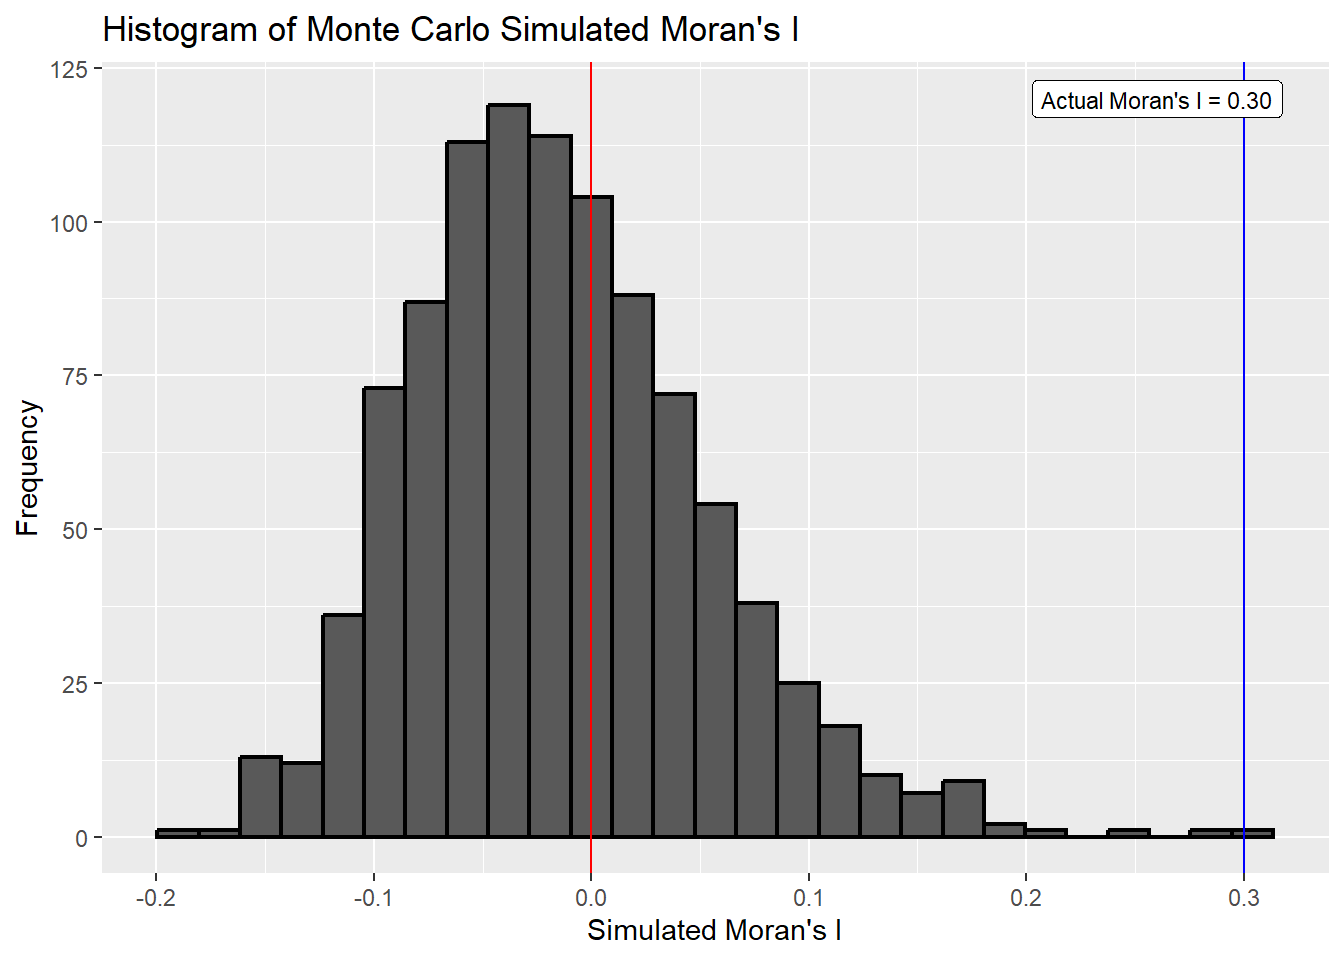 Histogram of Monte Carlo Simulated Moran's I
125
Actual Moran's I = 0.30
100
75
50
25
0
Frequency
-0.2 -0.1 0.0 0.1 0.2 0.3
Simulated Moran's I